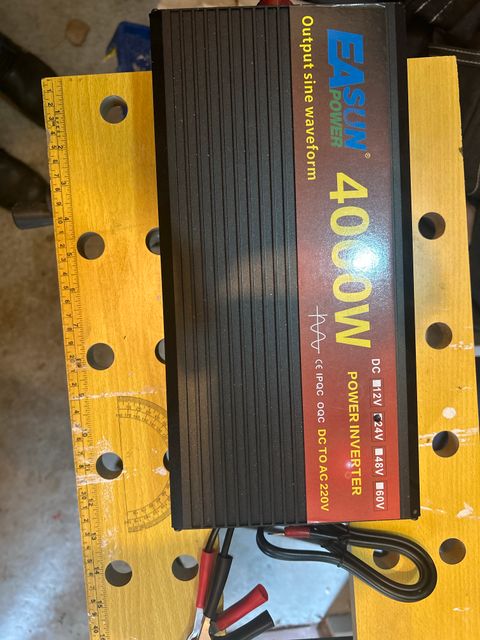 EASUN
POWER ®
Output sine waveform
4000W
DC 12V 24V 48V 60V
POWER INVERTER
CE IPQC OQC DC TO AC 220V